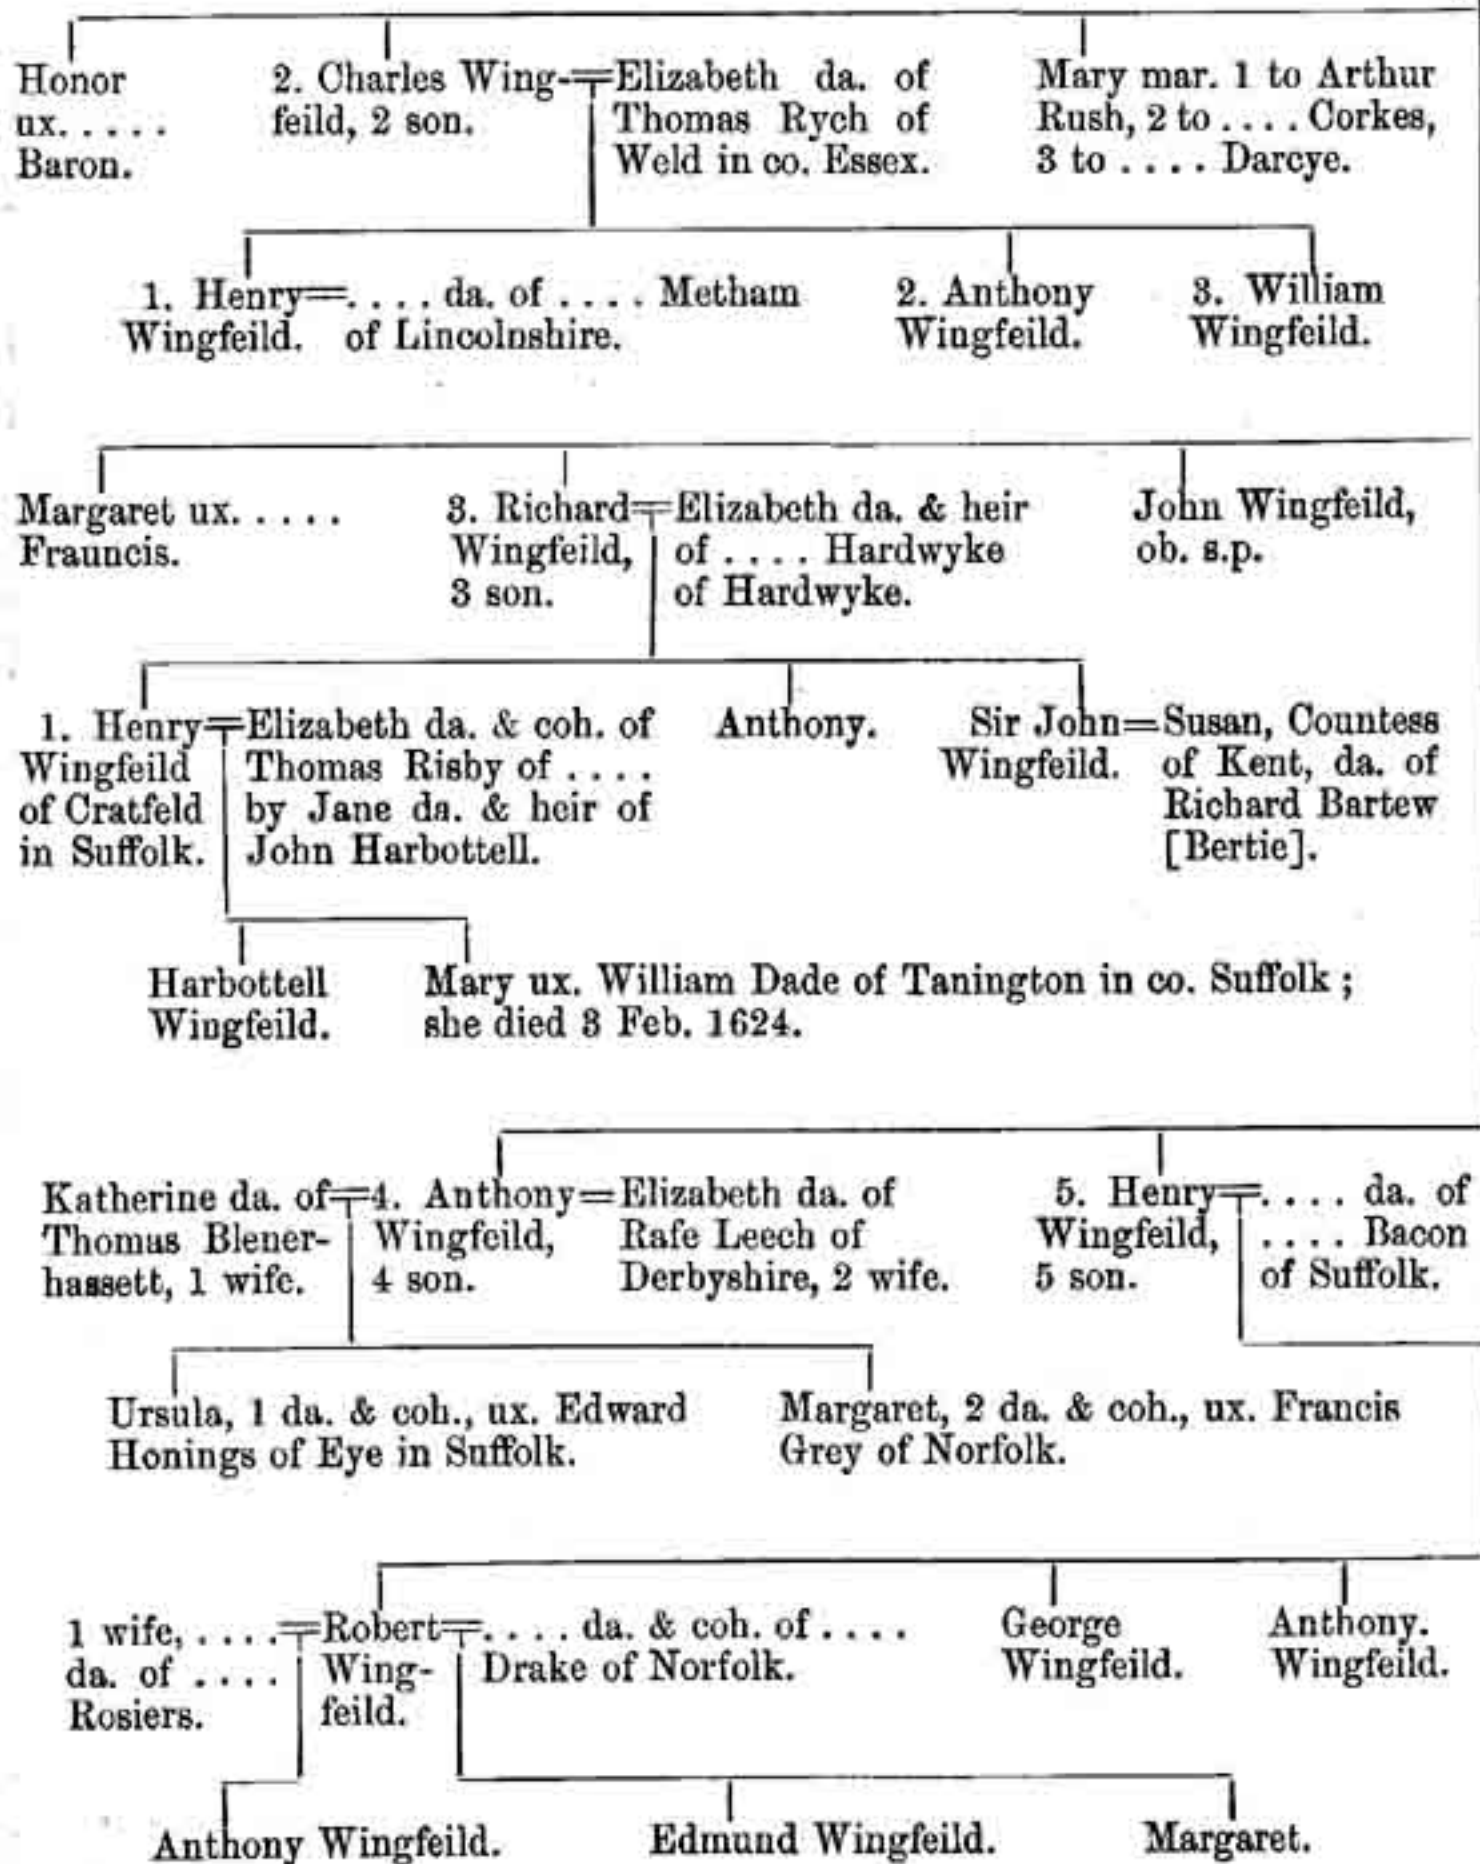 Honor
ux. . . . .
Baron.
2. Charles Wing-
feild, 2 son.
Elizabeth da. of
Thomas Rych of
Weld in co. Essex.
Mary mar. 1 to Arthur
Rush, 2 to . . . . Corkes,
3 to . . . . Darcye.
1. Henry=. . . . da. of . . . . Metham
Wingfeild. of Lincolnshire.
2. Anthony
Wingfeild.
3. William
Wingfeild.
Margaret ux. . . . .
Frauncis.
3. Richard
Wingfeild,
3 son.
Elizabeth da. & heir
of . . . . Hardwyke
of Hardwyke.
John Wingfeild,
ob. s.p.
1. Henry
Wingfeild
of Cratfeld
in Suffolk.
Elizabeth da. & coh. of
Thomas Risby of . . . .
by Jane da. & heir of
John Harbottell.
Anthony.
Sir John=
Wingfeild.
Susan, Countess
of Kent, da. of
Richard Bartew
[Bertie].
Harbottell
Wingfeild.
Mary ux. William Dade of Tanington in co. Suffolk ;
she died 3 Feb. 1624.
Katherine da. of
Thomas Blener-
hassett, 1 wife.
4. Anthony=
Wingfeild,
4 son.
Elizabeth da. of
Rafe Leech of
Derbyshire, 2 wife.
5. Henry
Wingfeild,
5 son.
. . . . da. of
. . . . Bacon
of Suffolk.
Ursula, 1 da. & coh., ux. Edward
Honings of Eye in Suffolk.
Margaret, 2 da. & coh., ux. Francis
Grey of Norfolk.
1 wife, . . . .
da. of . . . .
Rosiers.
Robert
Wing-
feild.
. . . . da. & coh. of . . . .
Drake of Norfolk.
George
Wingfeild.
Anthony.
Wingfeild.
Anthony Wingfeild.
Edmund Wingfeild.
Margaret.